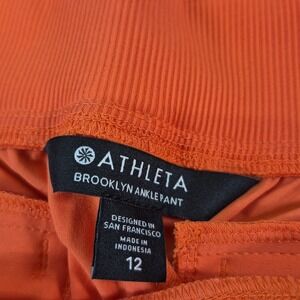 ATHLETA
BROOKLYN ANKLE PANT
DESIGNED IN
SAN FRANCISCO
MADE IN
INDONESIA
12